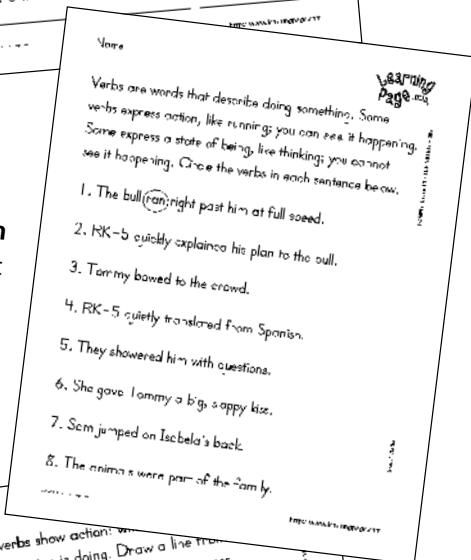 Name
Learning
Page.com
Verbs are words that describe doing something. Some
verbs express action, like running; you can see it happening.
Some express a state of being, like thinking; you cannot
see it happening. Circle the verbs in each sentence below.
1. The bull ran right past him at full speed.
2. RK-5 quickly explained his plan to the bull.
3. Tommy bowed to the crowd.
4. RK-5 quietly translated from Spanish.
5. They showered him with questions.
6. She gave Tommy a big, sappy kiss.
7. Sam jumped on Isabela's back.
8. The animals were part of the family.
verbs show action.
is doing. Draw a line from